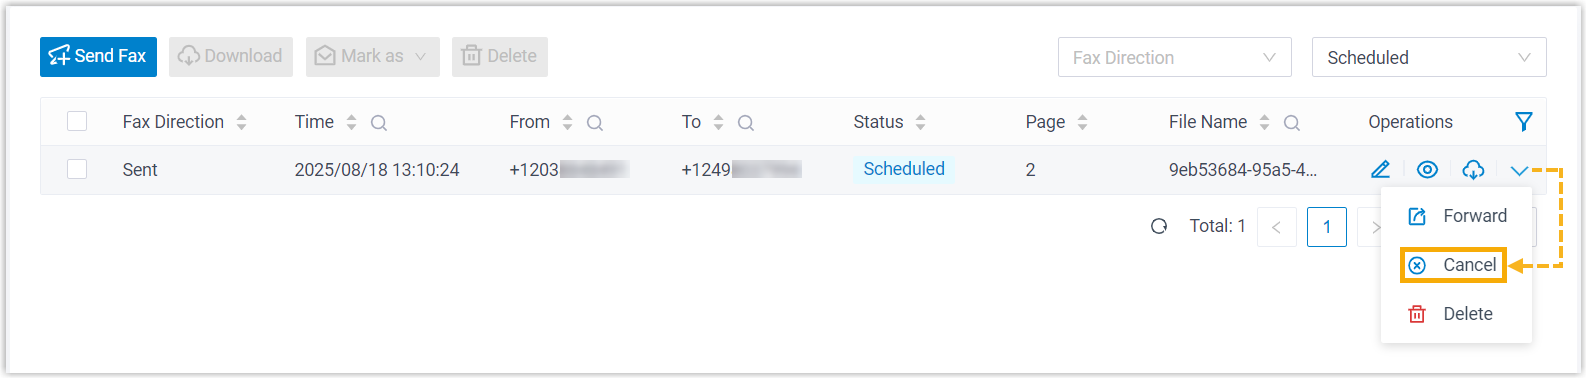 Send Fax Download Mark as Delete Fax Direction Scheduled
Fax Direction Time From To Status Page File Name Operations
Sent 2025/08/18 13:10:24 +1203 +1249 Scheduled 2 9eb53684-95a5-4...
Total: 1 1
Forward
Cancel
Delete